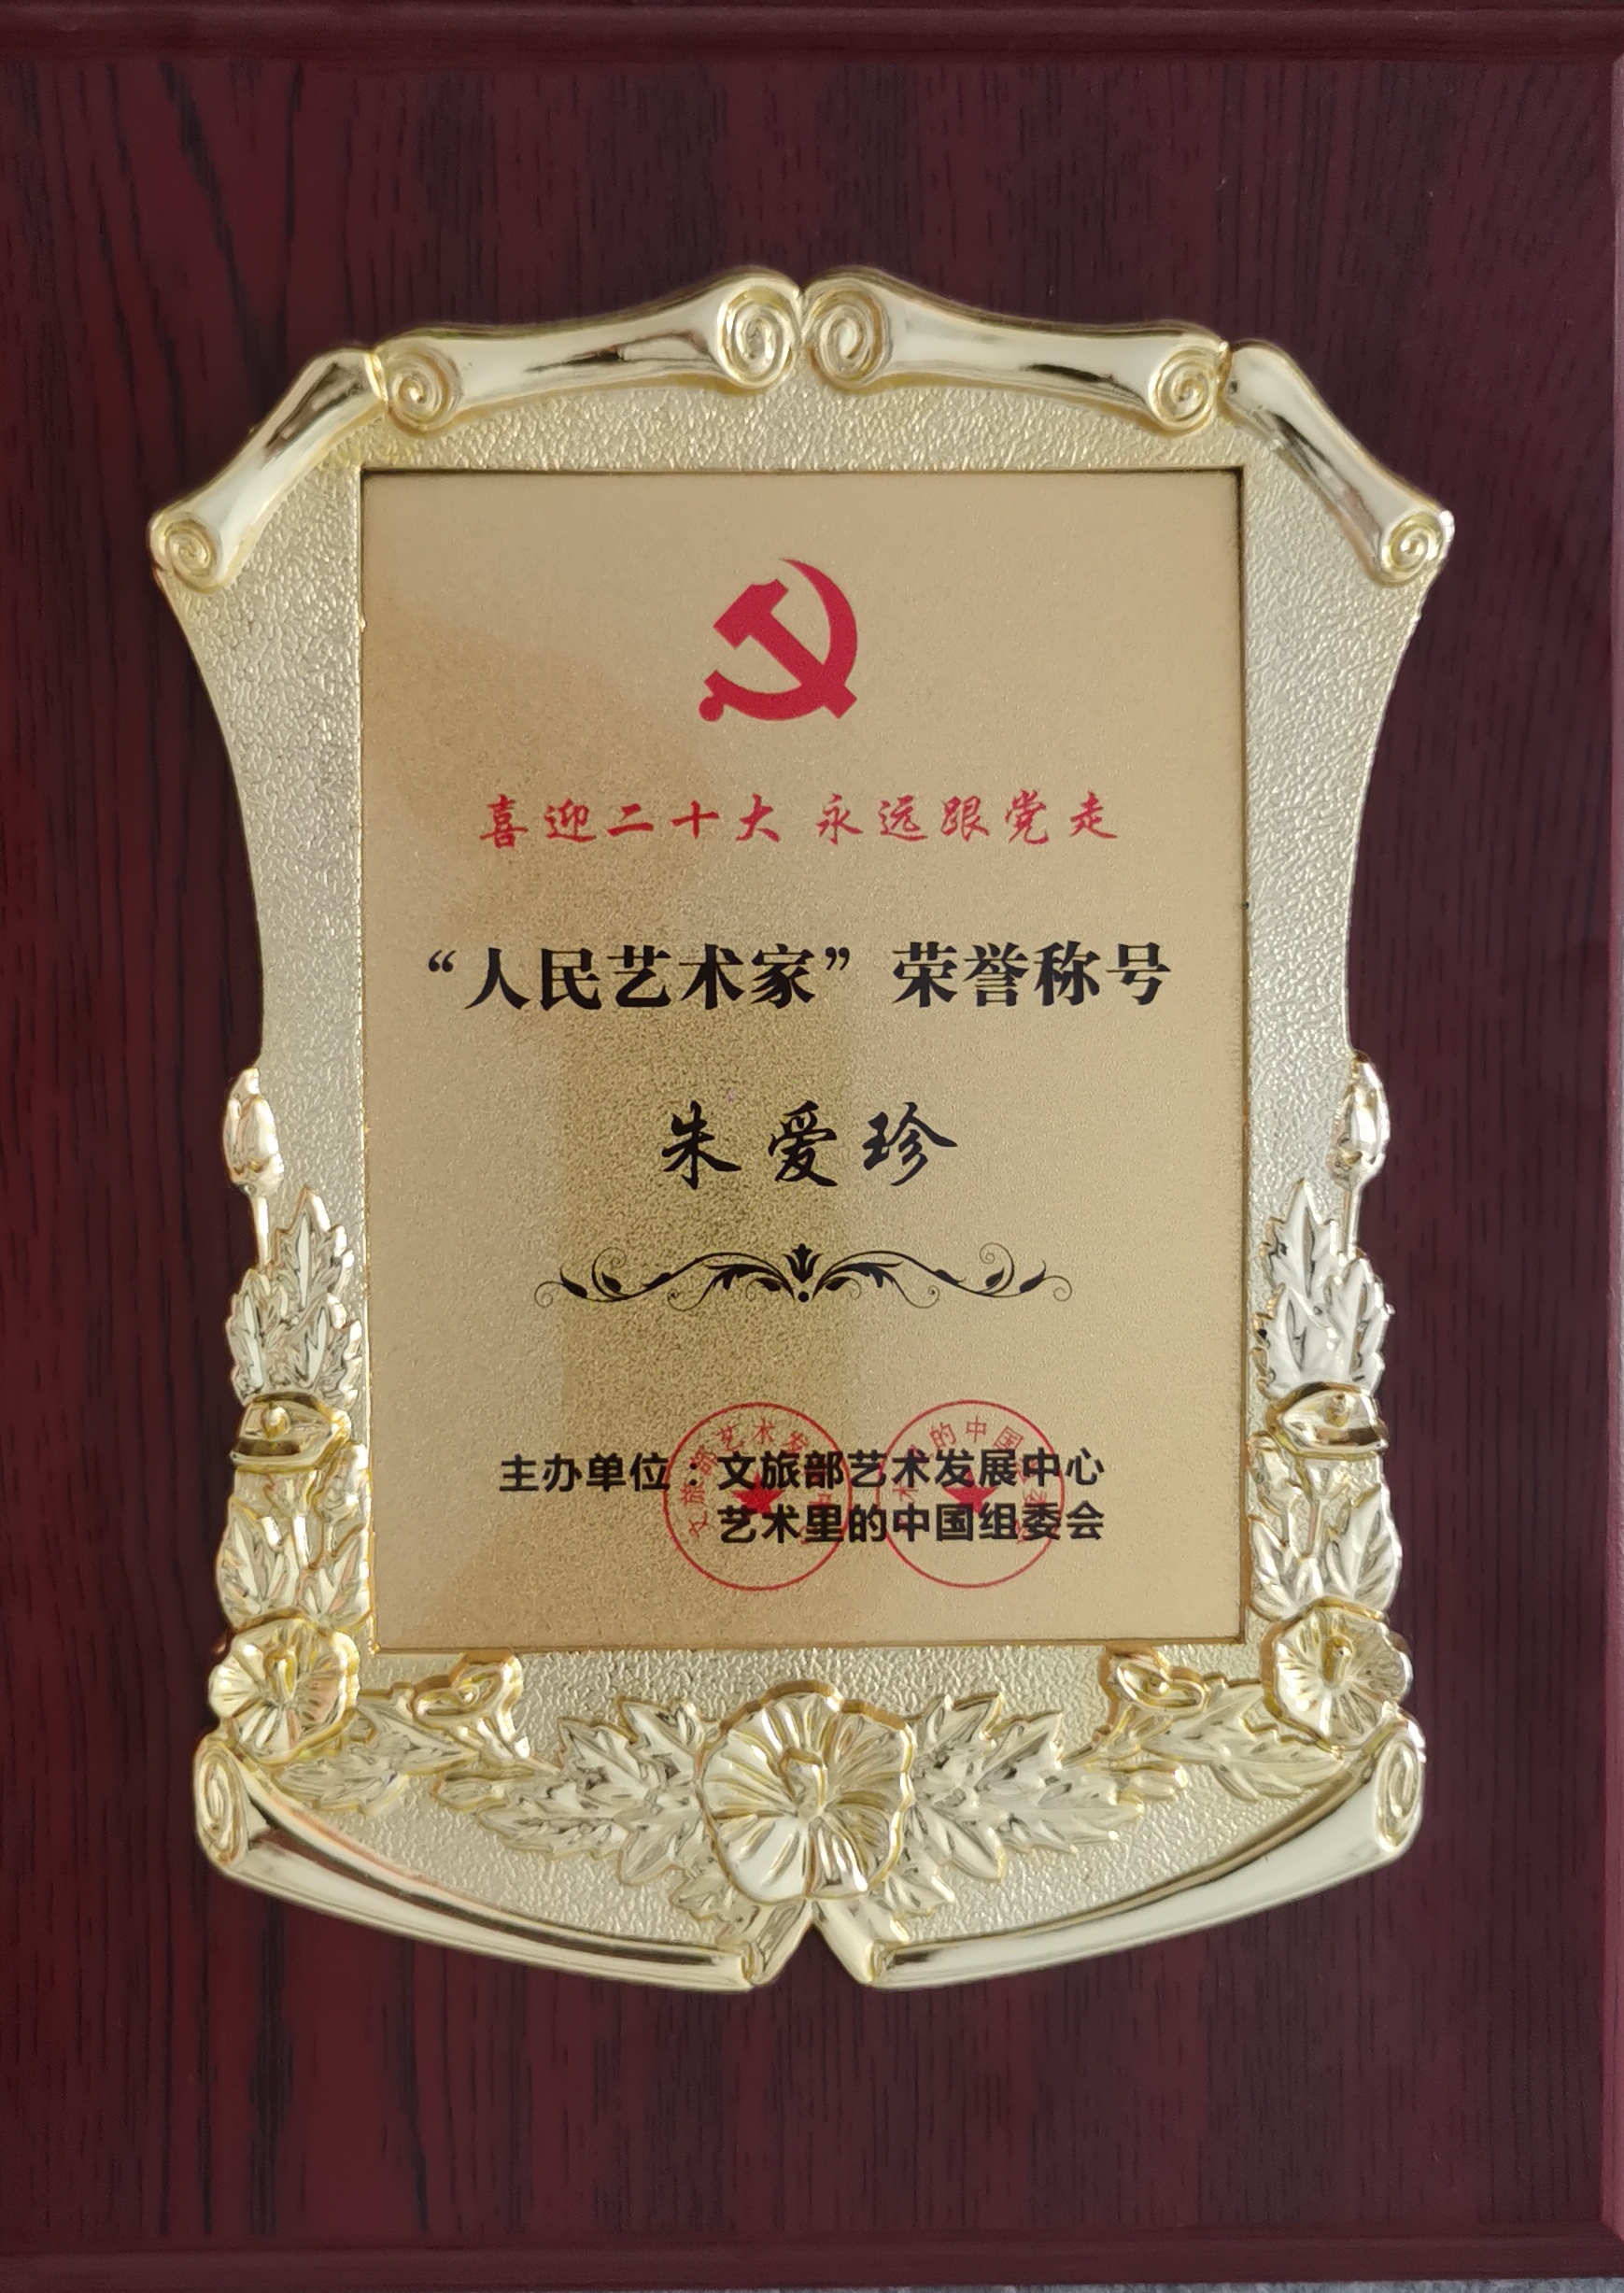 喜迎二十大 永远跟党走
“人民艺术家”荣誉称号
朱爱珍
主办单位：文旅部艺术发展中心
艺术里的中国组委会